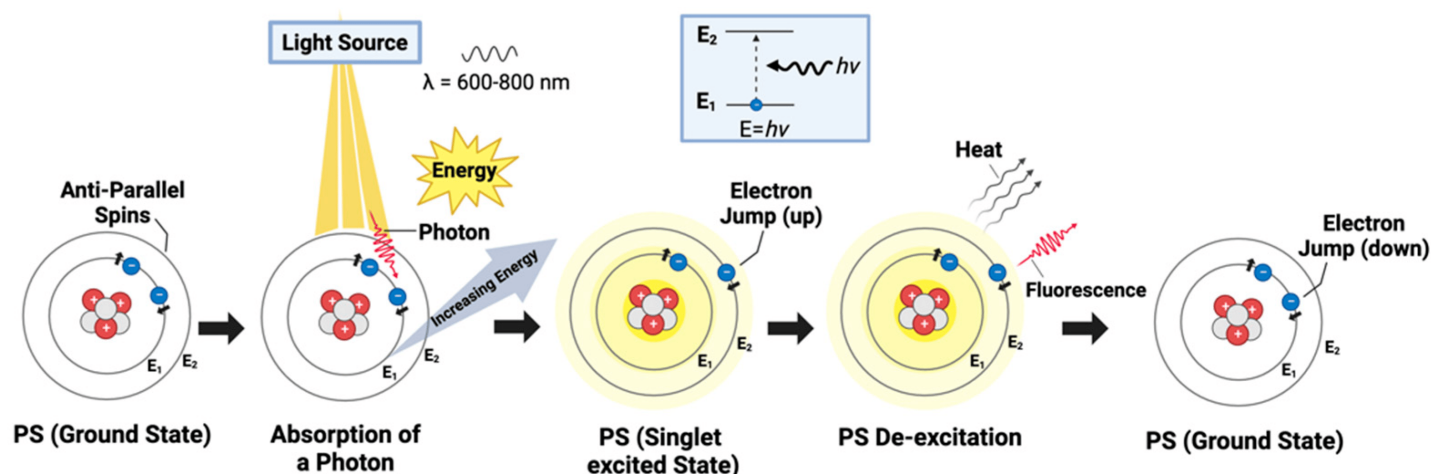 Light Source
λ = 600-800 nm
E₂
hv
E₁
E=hv
Anti-Parallel
Spins
Energy
Photon
Increasing Energy
Electron
Jump (up)
Heat
Fluorescence
Electron
Jump (down)
+
+
+
−
−
E₁
E₂
+
+
+
−
−
E₁
E₂
+
+
+
−
−
E₁
E₂
+
+
+
−
−
E₁
E₂
+
+
+
−
−
E₁
E₂
−
PS (Ground State)
Absorption of
a Photon
PS (Singlet
excited State)
PS De-excitation
PS (Ground State)